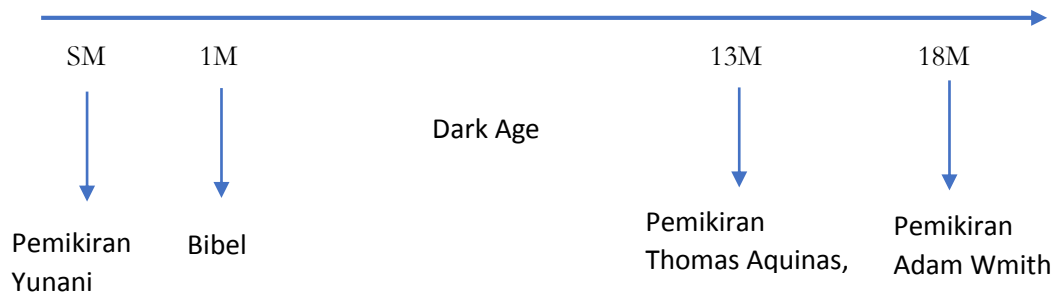 SM
1M
13M
18M
Dark Age
Pemikiran
Yunani
Bibel
Pemikiran
Thomas Aquinas,
Pemikiran
Adam Wmith